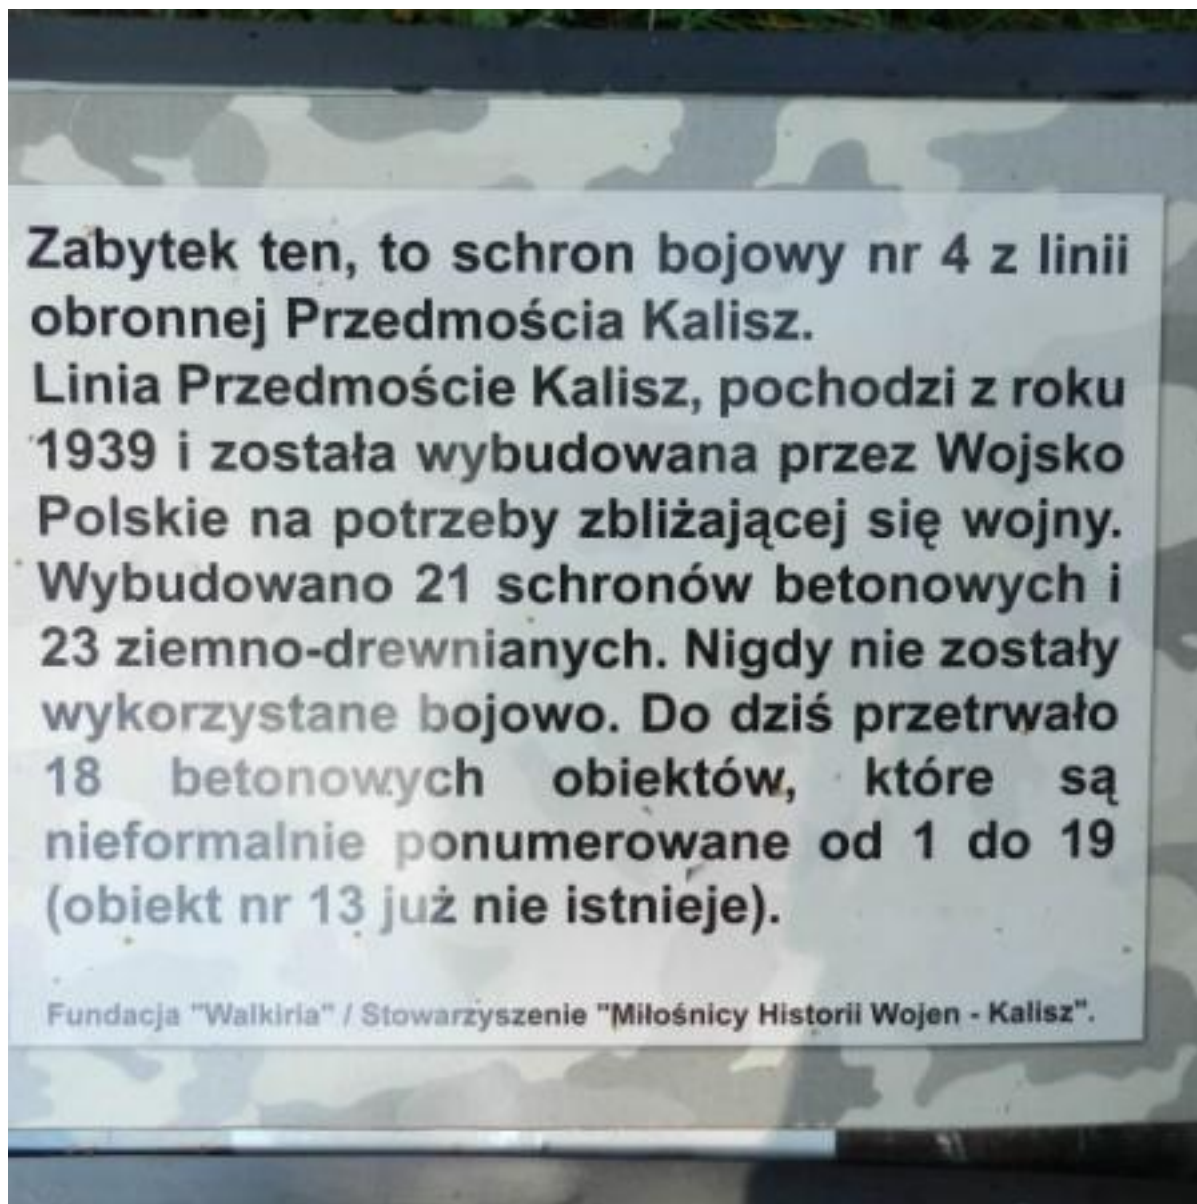 Zabytek ten, to schron bojowy nr 4 z linii
obronnej Przedmościa Kalisz.
Linia Przedmoście Kalisz, pochodzi z roku
1939 i została wybudowana przez Wojsko
Polskie na potrzeby zbliżającej się wojny.
Wybudowano 21 schronów betonowych i
23 ziemno-drewnianych. Nigdy nie zostały
wykorzystane bojowo. Do dziś przetrwało
18 betonowych obiektów, które są
nieformalnie ponumerowane od 1 do 19
(obiekt nr 13 już nie istnieje).
Fundacja "Walkiria" / Stowarzyszenie "Miłośnicy Historii Wojen - Kalisz".